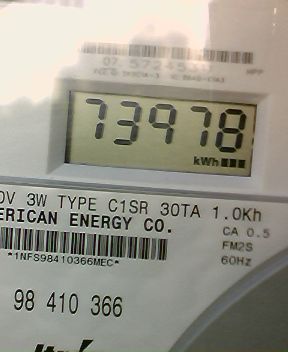 73978
kWh
0V 3W TYPE C1SR 30TA 1.0Kh
ERICAN ENERGY CO.
CA 0.5
*1NFS98410366MEC*
FM2S
60Hz
98 410 366